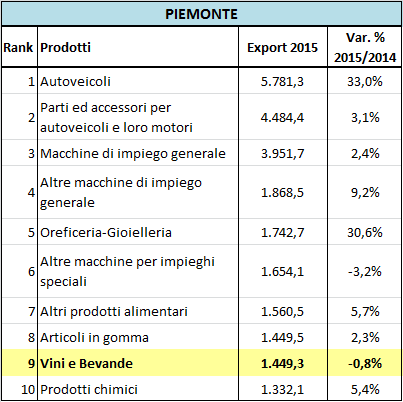 PIEMONTE
Rank Prodotti Export 2015 Var. % 2015/2014
1 Autoveicoli 5.781,3 33,0%
2 Parti ed accessori per autoveicoli e loro motori 4.484,4 3,1%
3 Macchine di impiego generale 3.951,7 2,4%
4 Altre macchine di impiego generale 1.868,5 9,2%
5 Oreficeria-Gioielleria 1.742,7 30,6%
6 Altre macchine per impieghi speciali 1.654,1 -3,2%
7 Altri prodotti alimentari 1.560,5 5,7%
8 Articoli in gomma 1.449,5 2,3%
9 Vini e Bevande 1.449,3 -0,8%
10 Prodotti chimici 1.332,1 5,4%